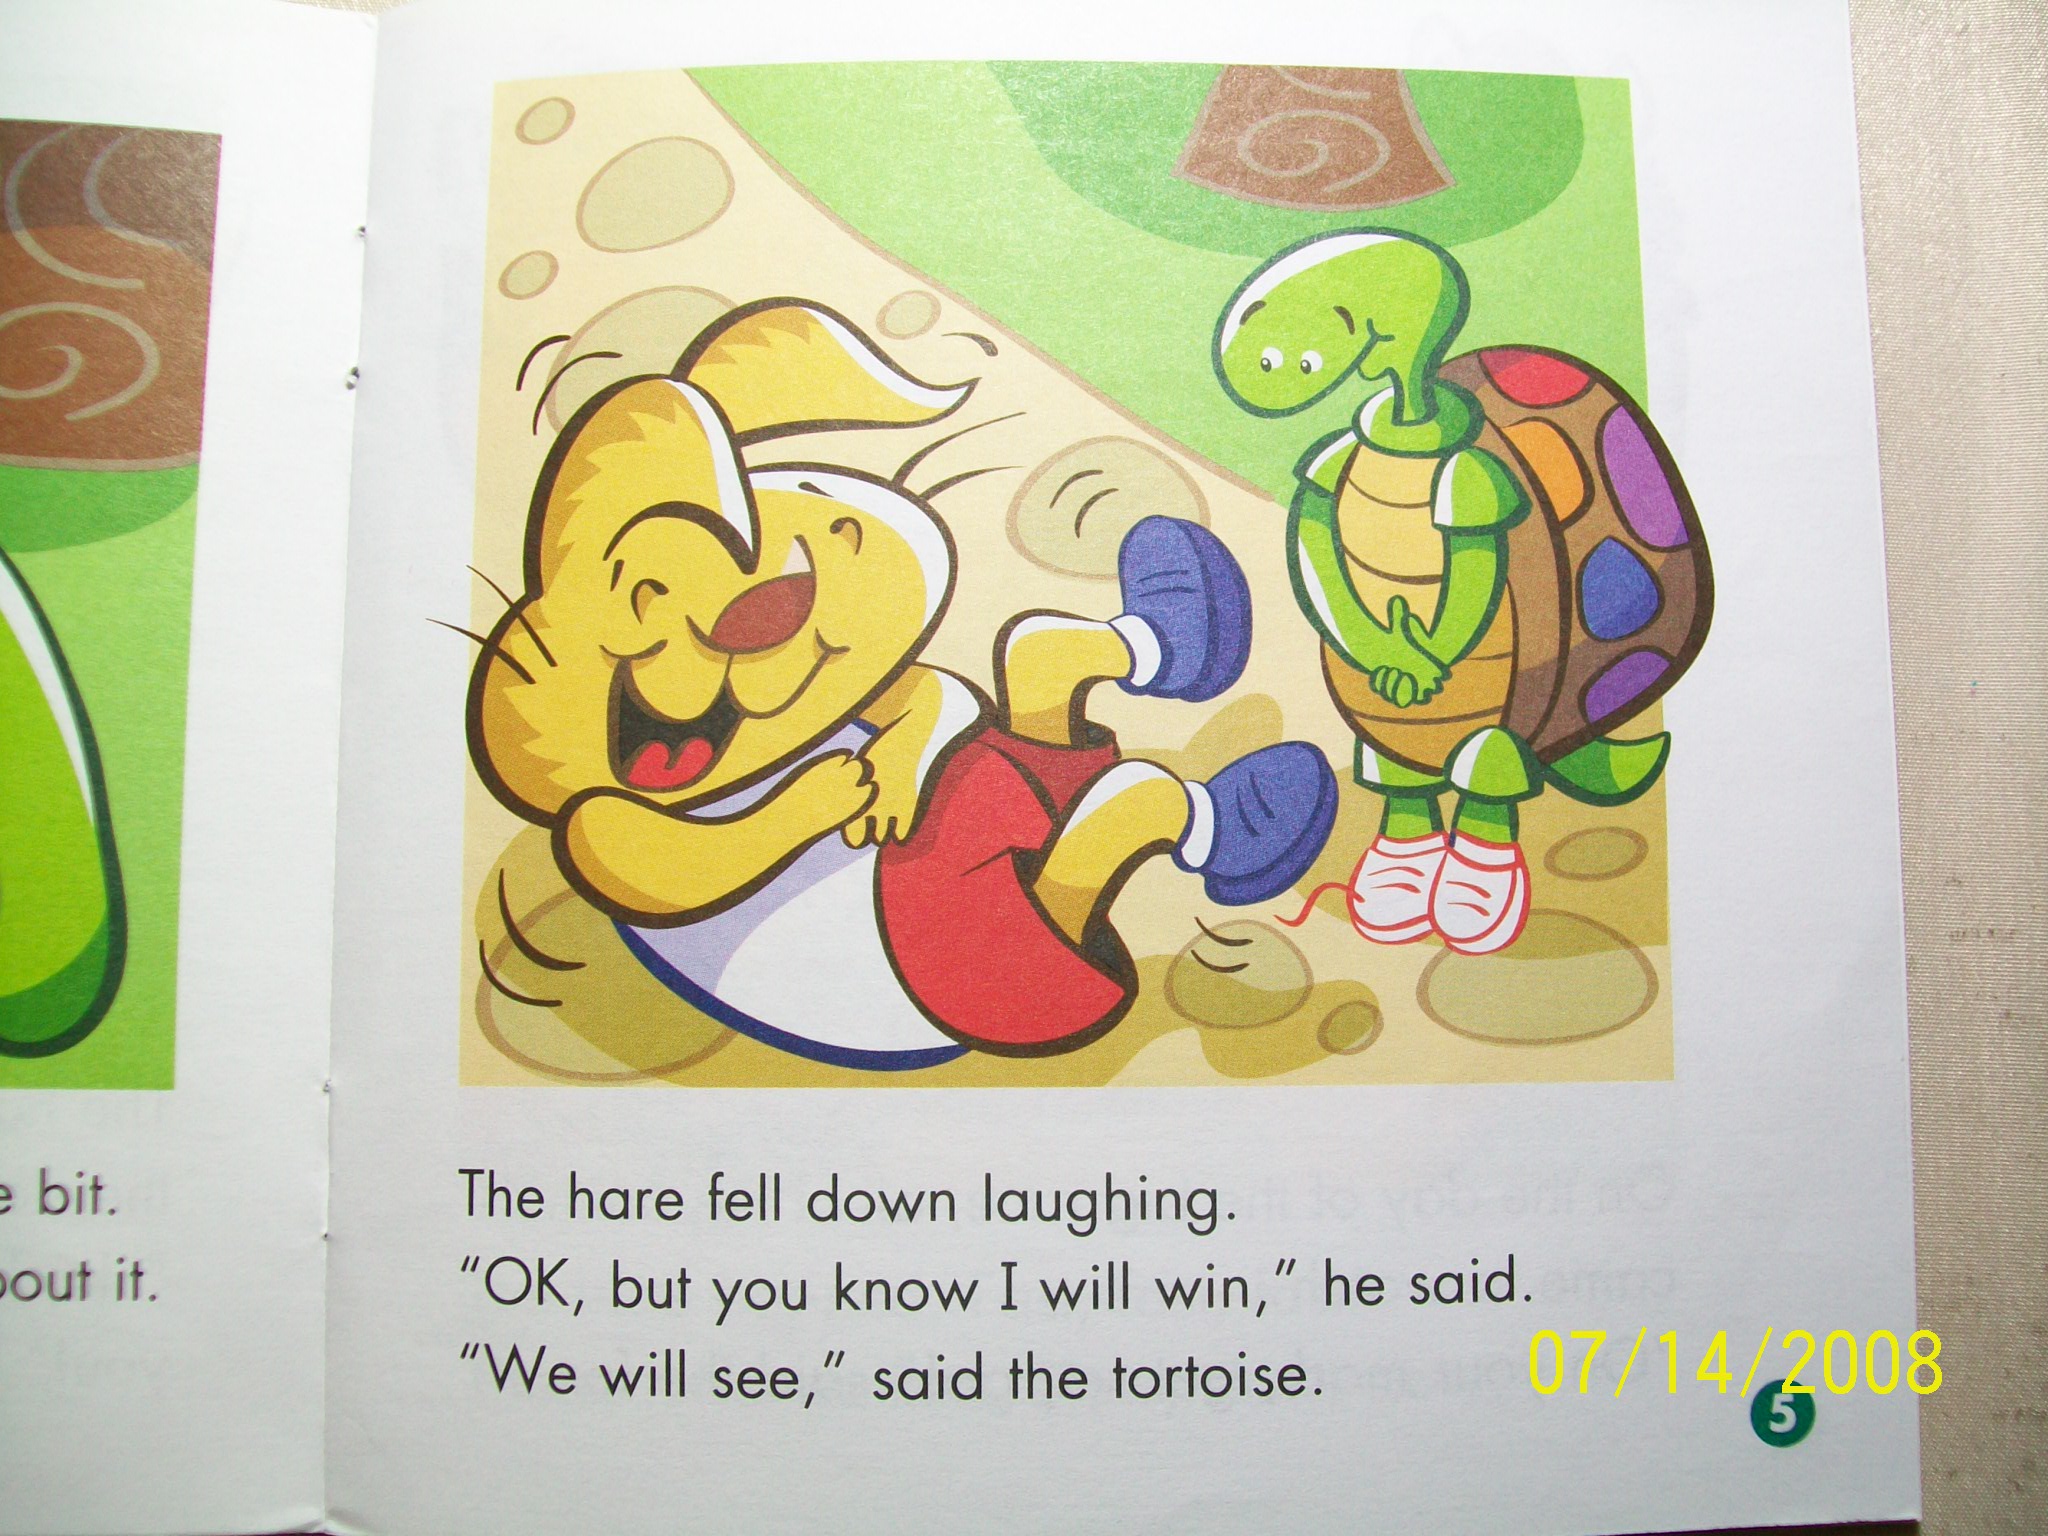 bit.
it.
The hare fell down laughing.
“OK, but you know I will win,” he said.
“We will see,” said the tortoise.
07/14/2008
5